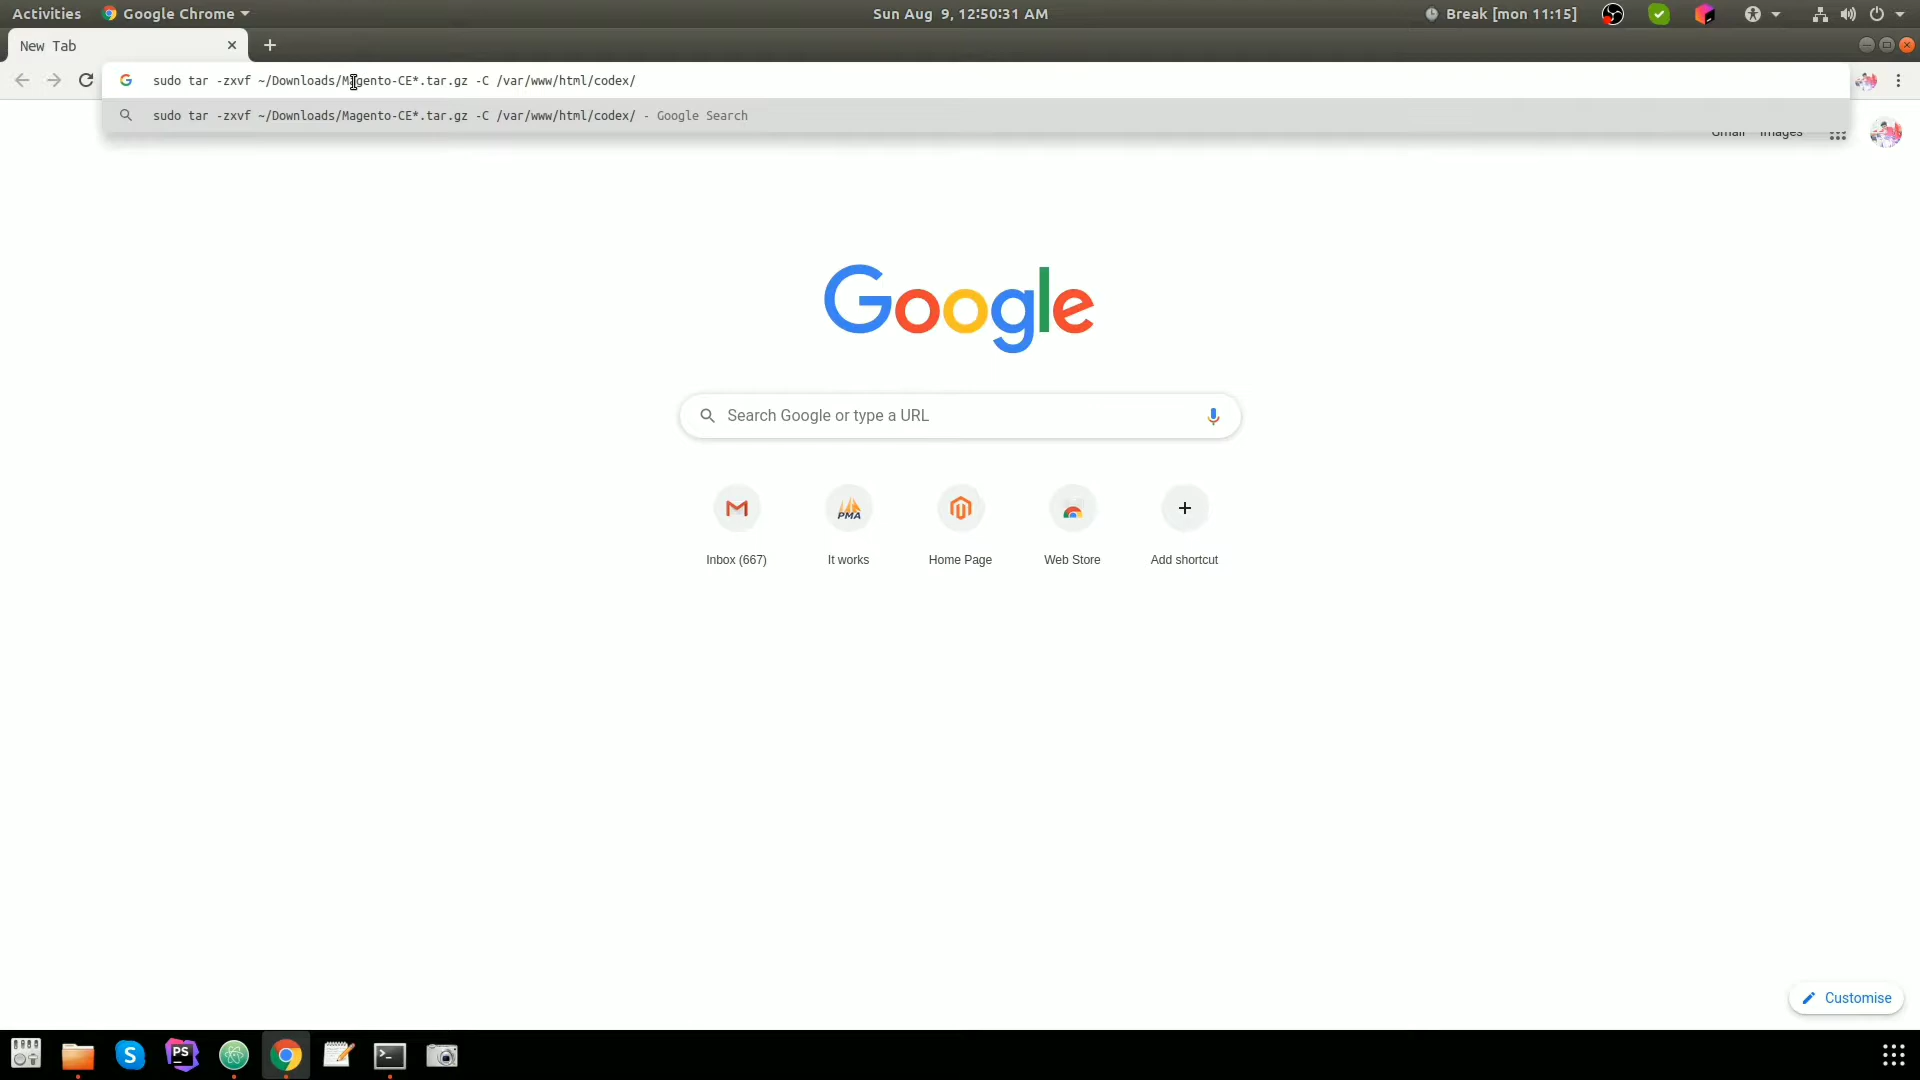 Activities Google Chrome Sun Aug 9, 12:50:31 AM Break [mon 11:15]
New Tab
sudo tar -zxvf ~/Downloads/Magento-CE*.tar.gz -C /var/www/html/codex/
sudo tar -zxvf ~/Downloads/Magento-CE*.tar.gz -C /var/www/html/codex/ - Google Search
Gmail Images
Google
Search Google or type a URL
PMA
Inbox (667) It works Home Page Web Store Add shortcut
Customise
S PS